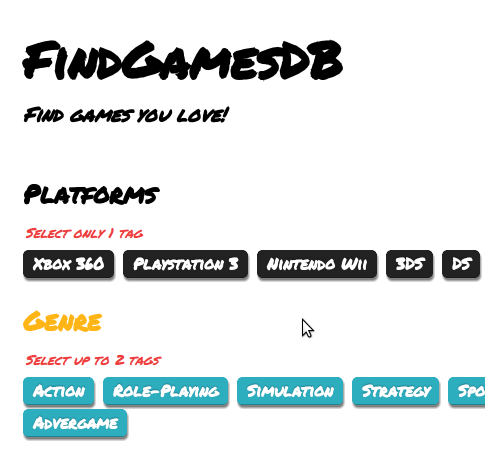 FindGamesDB
Find games you love!
Platforms
Select only 1 tag
Xbox 360 Playstation 3 Nintendo Wii 3DS DS
Genre
Select up to 2 tags
Action Role-Playing Simulation Strategy Spo
Advergame